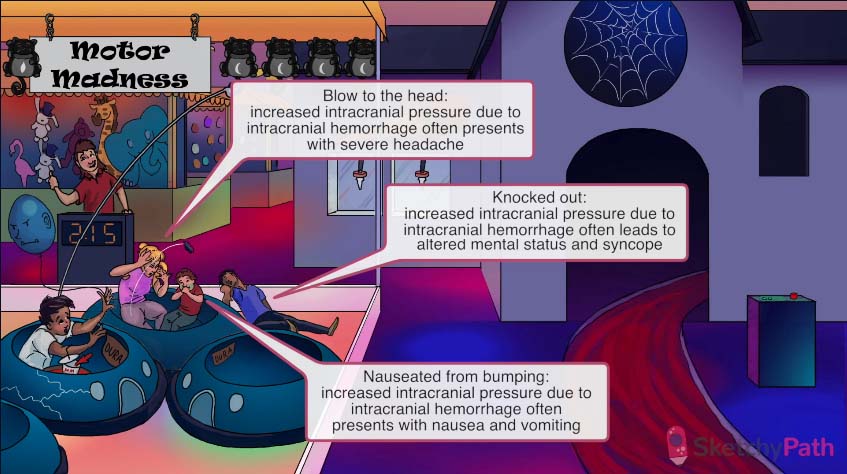 Motor
Madness
Blow to the head:
increased intracranial pressure due to
intracranial hemorrhage often presents
with severe headache
Knocked out:
increased intracranial pressure due to
intracranial hemorrhage often leads to
altered mental status and syncope
2:15
DURA
DURA
Nauseated from bumping:
increased intracranial pressure due to
intracranial hemorrhage often
presents with nausea and vomiting
SketchyPath